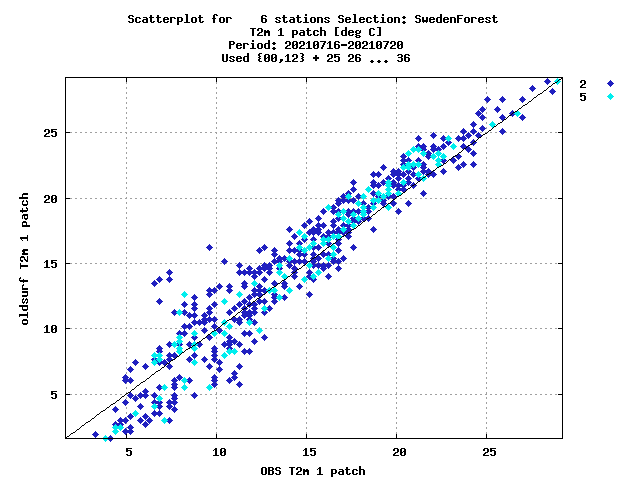 Scatterplot for    6 stations Selection: SwedenForest
T2m 1 patch [deg C]
Period: 20210716-20210720
Used {00,12} + 25 26 ... 36
2
5
25
20
15
10
5
oldsurf T2m 1 patch
5 10 15 20 25
OBS T2m 1 patch